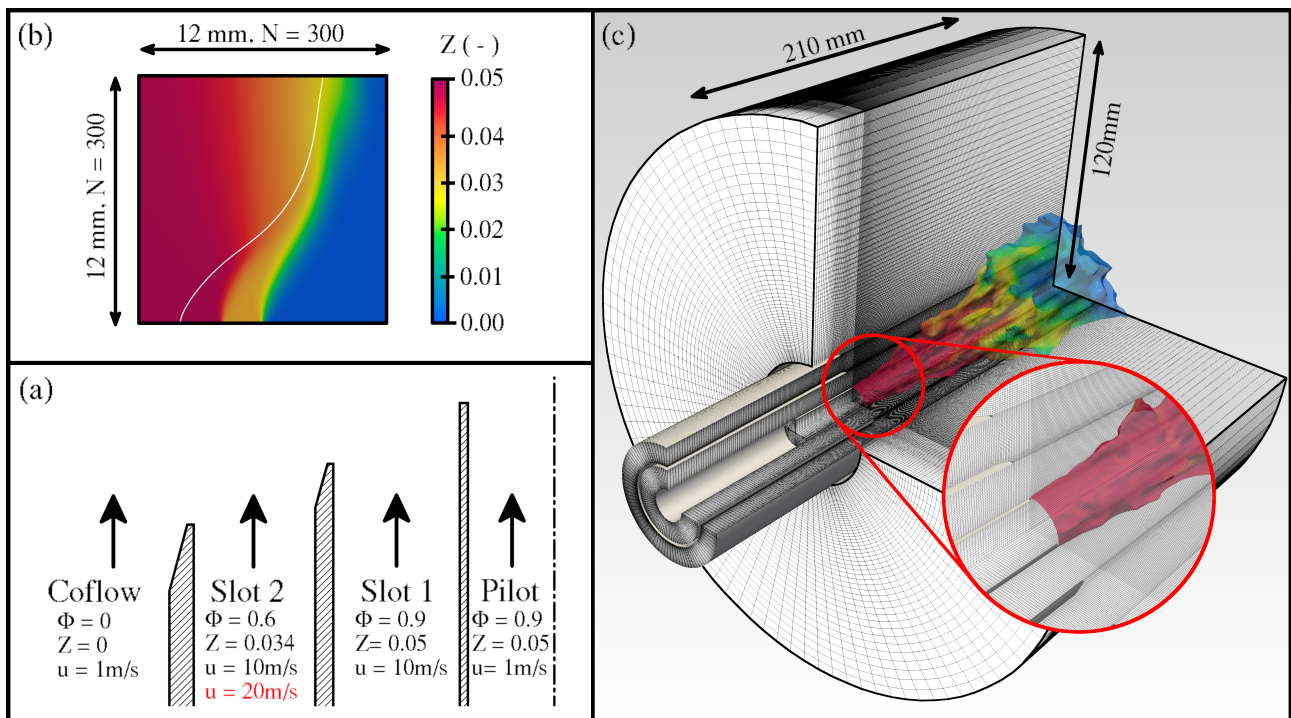 (b)
12 mm, N = 300
12 mm, N = 300
Z ( - )
0.05
0.04
0.03
0.02
0.01
0.00
(a)
Coflow
Φ = 0
Z = 0
u = 1m/s
Slot 2
Φ = 0.6
Z = 0.034
u = 10m/s
u = 20m/s
Slot 1
Φ = 0.9
Z= 0.05
u = 10m/s
Pilot
Φ = 0.9
Z = 0.05
u= 1m/s
(c)
210 mm
120mm